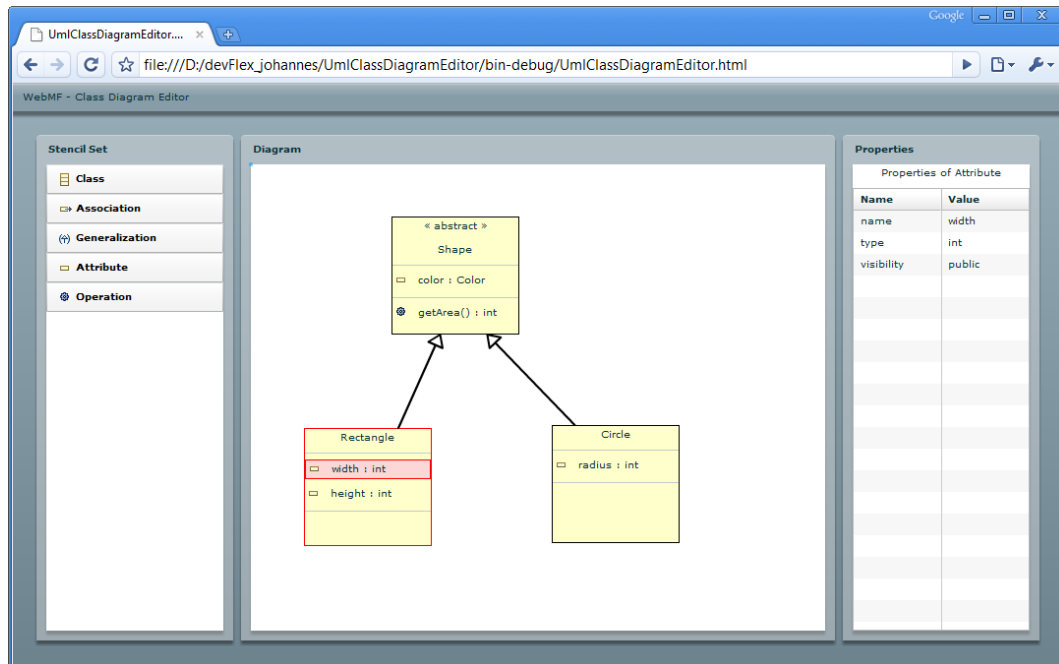 Google
UmlClassDiagramEditor....
file:///D:/devFlex_johannes/UmlClassDiagramEditor/bin-debug/UmlClassDiagramEditor.html
WebMF - Class Diagram Editor
Stencil Set
Class
Association
Generalization
Attribute
Operation
Diagram
« abstract »
Shape
color : Color
getArea() : int
Rectangle
width : int
height : int
Circle
radius : int
Properties
Properties of Attribute
Name Value
name width
type int
visibility public